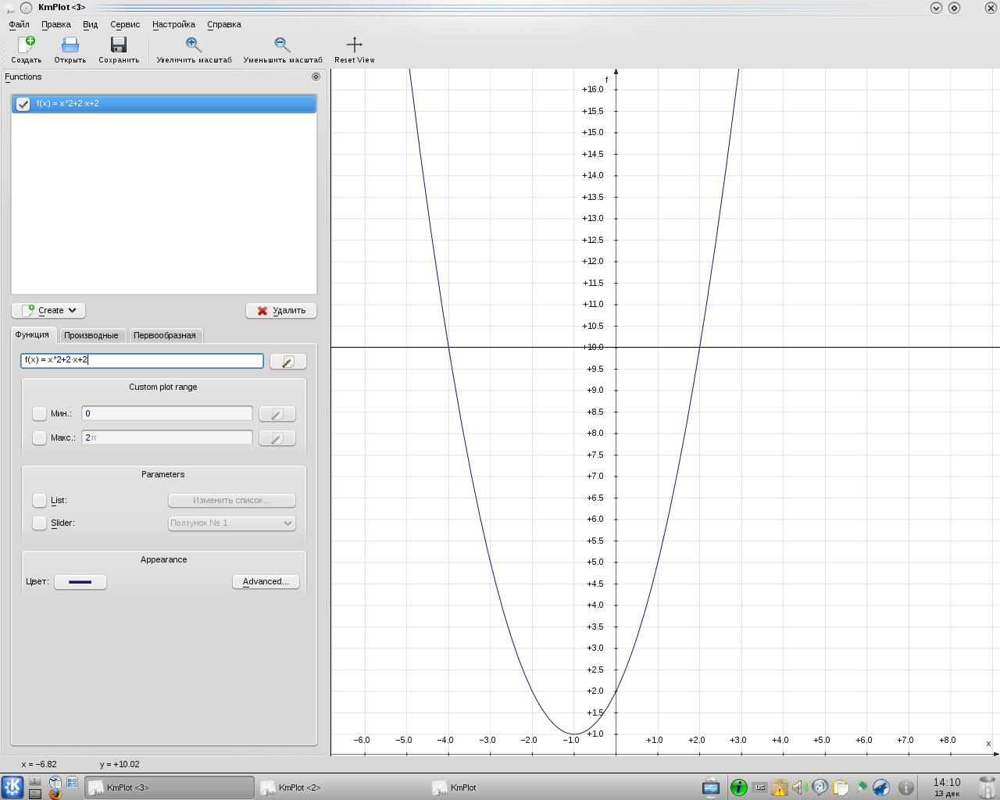 KmPlot <3>
Файл Правка Вид Сервис Настройка Справка
Создать Открыть Сохранить Увеличить масштаб Уменьшить масштаб Reset View
Functions
f(x) = x^2+2·x+2
Create Удалить
Функция Производные Первообразная
f(x) = x^2+2·x+2
Custom plot range
Мин.: 0
Макс.: 2π
Parameters
List: Изменить список...
Slider: Ползунок № 1
Appearance
Цвет: Advanced...
f
+16.0
+15.5
+15.0
+14.5
+14.0
+13.5
+13.0
+12.5
+12.0
+11.5
+11.0
+10.5
+10.0
+9.5
+9.0
+8.5
+8.0
+7.5
+7.0
+6.5
+6.0
+5.5
+5.0
+4.5
+4.0
+3.5
+3.0
+2.5
+2.0
+1.5
+1.0
−6.0 −5.0 −4.0 −3.0 −2.0 −1.0 +1.0 +2.0 +3.0 +4.0 +5.0 +6.0 +7.0 +8.0 x
x = −6.82 y = +10.02
1
2
KmPlot <3> KmPlot <2> KmPlot
us
14:10
13 дек